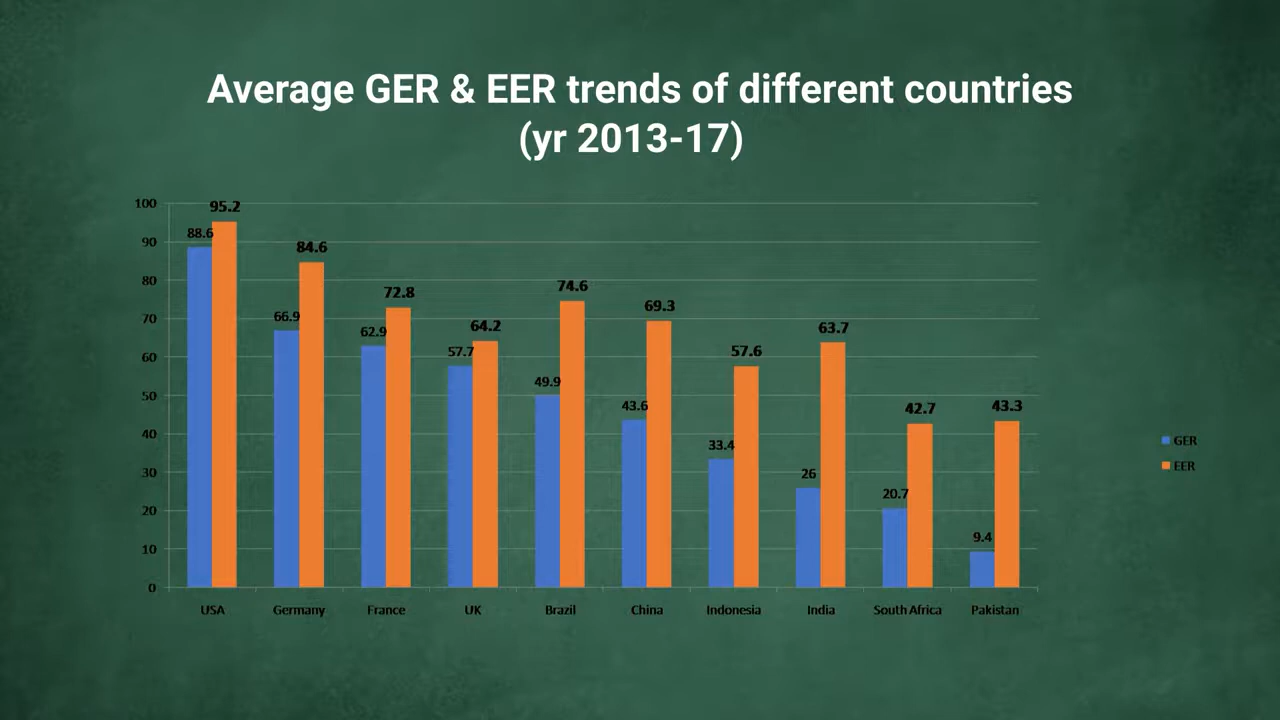 Average GER & EER trends of different countries
(yr 2013-17)
100
90
80
70
60
50
40
30
20
10
0
88.6
95.2
66.9
84.6
62.9
72.8
57.7
64.2
49.9
74.6
43.6
69.3
33.4
57.6
26
63.7
20.7
42.7
9.4
43.3
USA
Germany
France
UK
Brazil
China
Indonesia
India
South Africa
Pakistan
GER
EER